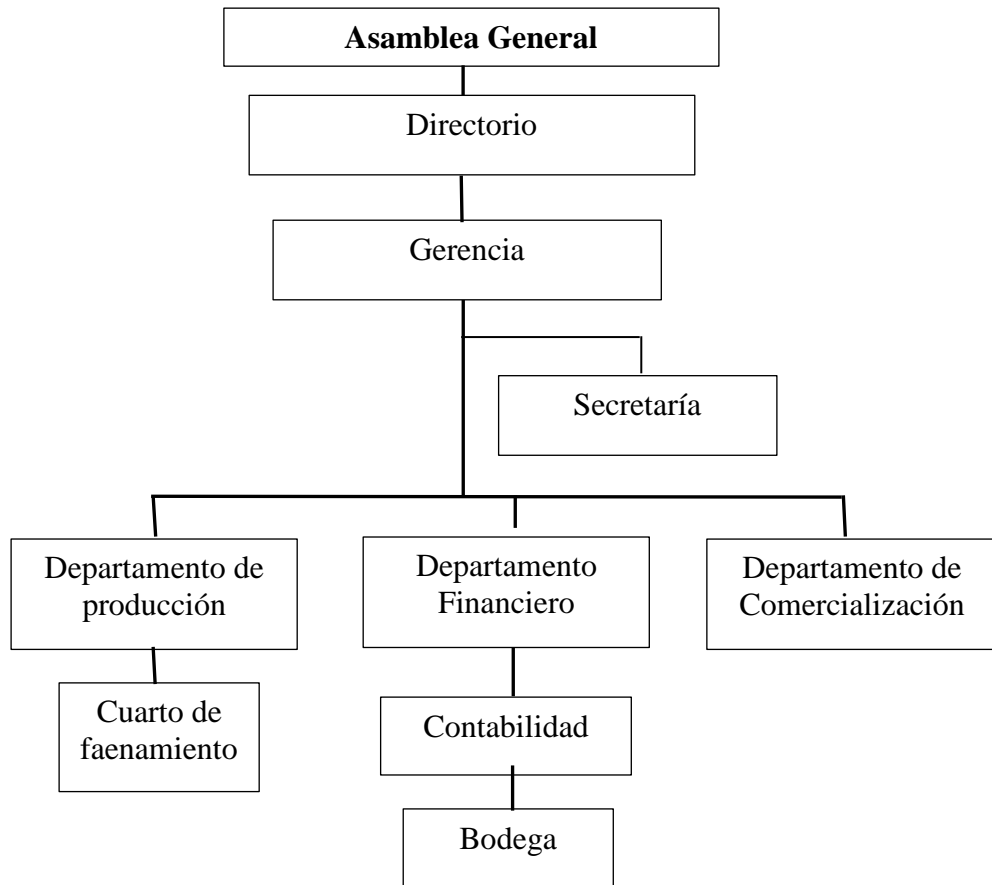 Asamblea General
Directorio
Gerencia
Secretaría
Departamento de
producción
Departamento
Financiero
Departamento de
Comercialización
Cuarto de
faenamiento
Contabilidad
Bodega